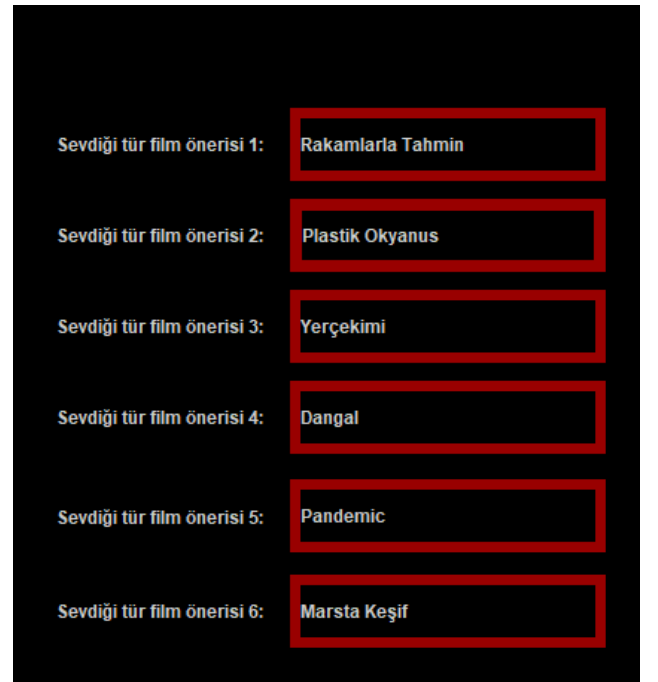 Sevdiği tür film önerisi 1: Rakamlarla Tahmin
Sevdiği tür film önerisi 2: Plastik Okyanus
Sevdiği tür film önerisi 3: Yerçekimi
Sevdiği tür film önerisi 4: Dangal
Sevdiği tür film önerisi 5: Pandemic
Sevdiği tür film önerisi 6: Marsta Keşif